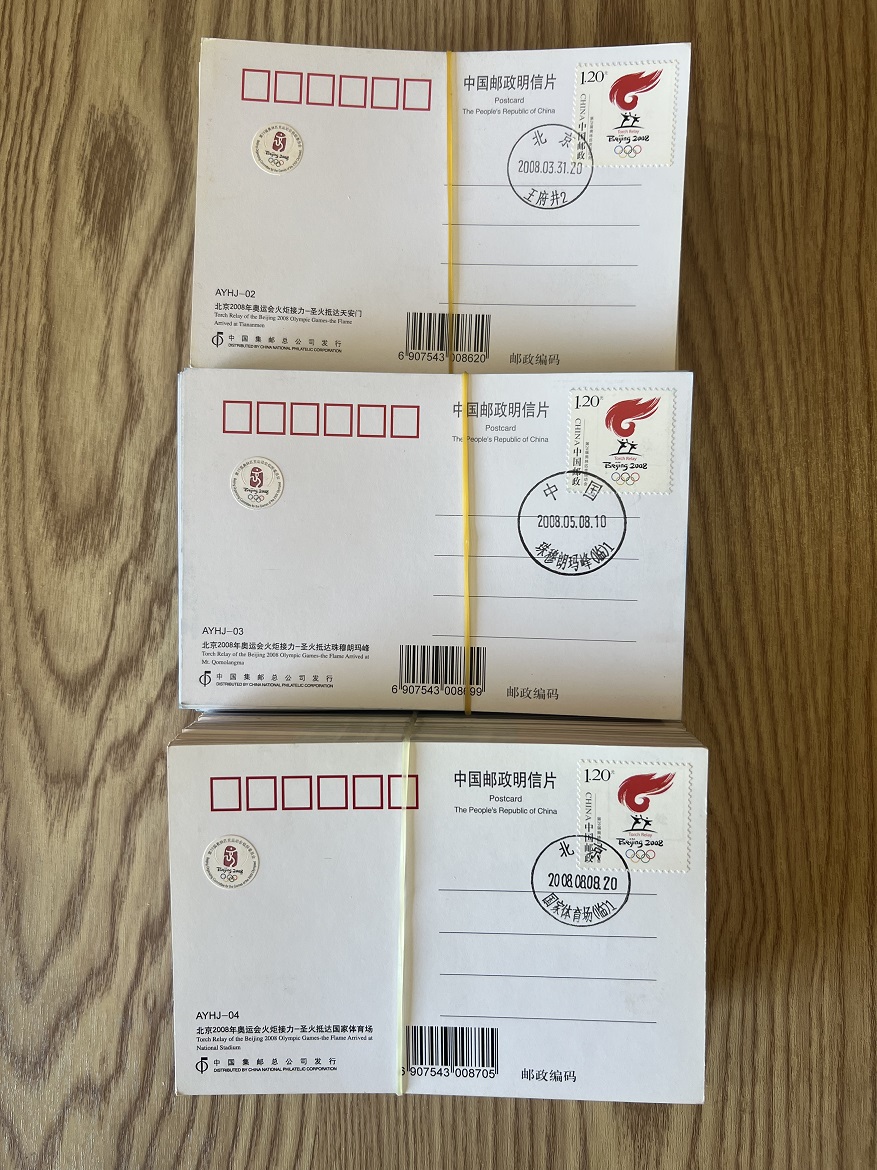 中国邮政明信片
Postcard
The People's Republic of China
1.20元
CHINA 中国邮政
Torch Relay
Beijing 2008
北京
2008.03.31.20
王府井2
Beijing 2008
AYHJ-02
北京2008年奥运会火炬接力-圣火抵达天安门
Torch Relay of the Beijing 2008 Olympic Games-the Flame
Arrived at Tiananmen
中国集邮总公司发行
DISTRIBUTED BY CHINA NATIONAL PHILATELIC CORPORATION
6 907543 008620
邮政编码
中国邮政明信片
Postcard
The People's Republic of China
1.20元
CHINA 中国邮政
Torch Relay
Beijing 2008
中国
2008.05.08.10
珠穆朗玛峰(临)1
Beijing 2008
AYHJ-03
北京2008年奥运会火炬接力-圣火抵达珠穆朗玛峰
Torch Relay of the Beijing 2008 Olympic Games-the Flame Arrived at
Mt. Qomolangma
中国集邮总公司发行
DISTRIBUTED BY CHINA NATIONAL PHILATELIC CORPORATION
6 907543 008699
邮政编码
中国邮政明信片
Postcard
The People's Republic of China
1.20元
CHINA 中国邮政
Torch Relay
Beijing 2008
北京
2008.08.08.20
国家体育场(临)1
Beijing 2008
AYHJ-04
北京2008年奥运会火炬接力-圣火抵达国家体育场
Torch Relay of the Beijing 2008 Olympic Games-the Flame Arrived at
National Stadium
中国集邮总公司发行
DISTRIBUTED BY CHINA NATIONAL PHILATELIC CORPORATION
6 907543 008705
邮政编码